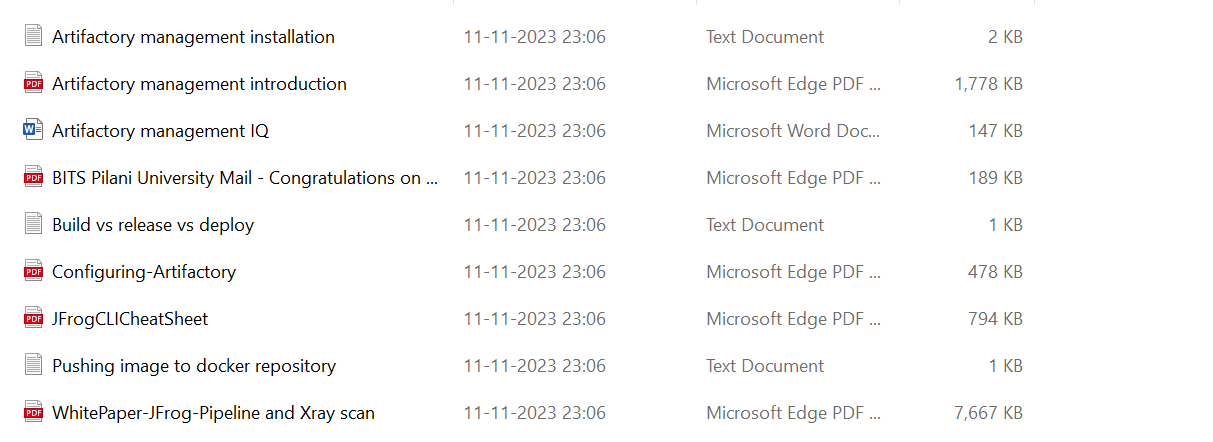 Artifactory management installation 11-11-2023 23:06 Text Document 2 KB
PDF Artifactory management introduction 11-11-2023 23:06 Microsoft Edge PDF ... 1,778 KB
W Artifactory management IQ 11-11-2023 23:06 Microsoft Word Doc... 147 KB
PDF BITS Pilani University Mail - Congratulations on ... 11-11-2023 23:06 Microsoft Edge PDF ... 189 KB
Build vs release vs deploy 11-11-2023 23:06 Text Document 1 KB
PDF Configuring-Artifactory 11-11-2023 23:06 Microsoft Edge PDF ... 478 KB
PDF JFrogCLICheatSheet 11-11-2023 23:06 Microsoft Edge PDF ... 794 KB
Pushing image to docker repository 11-11-2023 23:06 Text Document 1 KB
PDF WhitePaper-JFrog-Pipeline and Xray scan 11-11-2023 23:06 Microsoft Edge PDF ... 7,667 KB